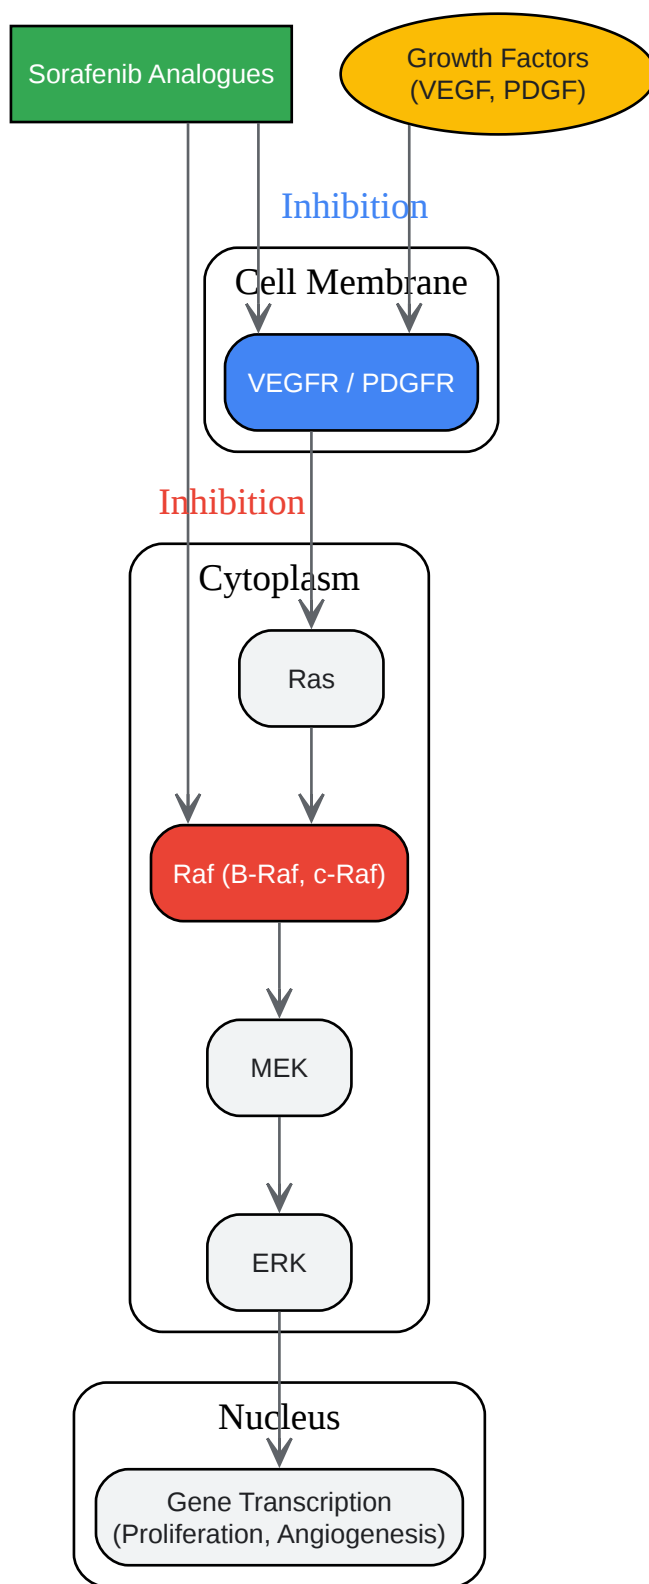 Sorafenib Analogues
Growth Factors
(VEGF, PDGF)
Inhibition
Cell Membrane
VEGFR / PDGFR
Inhibition
Cytoplasm
Ras
Raf (B-Raf, c-Raf)
MEK
ERK
Nucleus
Gene Transcription
(Proliferation, Angiogenesis)